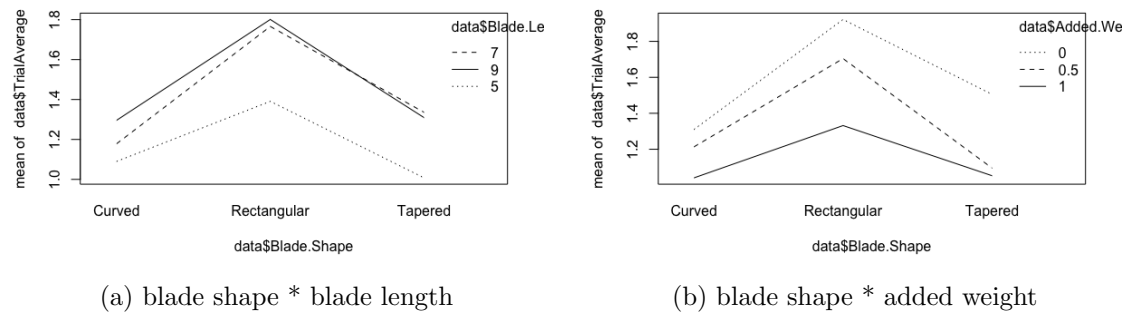 mean of data$TrialAverage
1.0 1.2 1.4 1.6 1.8
data$Blade.Le
7
9
5
Curved Rectangular Tapered
data$Blade.Shape
(a) blade shape * blade length
mean of data$TrialAverage
1.2 1.4 1.6 1.8
data$Added.We
0
0.5
1
Curved Rectangular Tapered
data$Blade.Shape
(b) blade shape * added weight